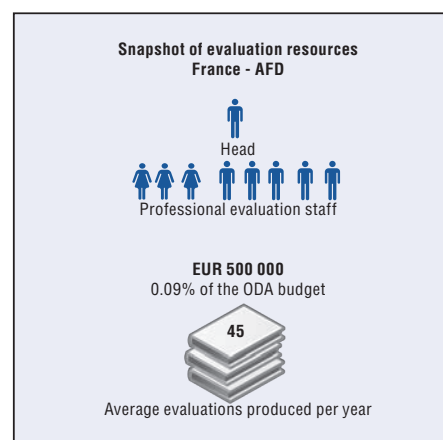 Snapshot of evaluation resources
France - AFD
Head
Professional evaluation staff
EUR 500 000
0.09% of the ODA budget
45
Average evaluations produced per year